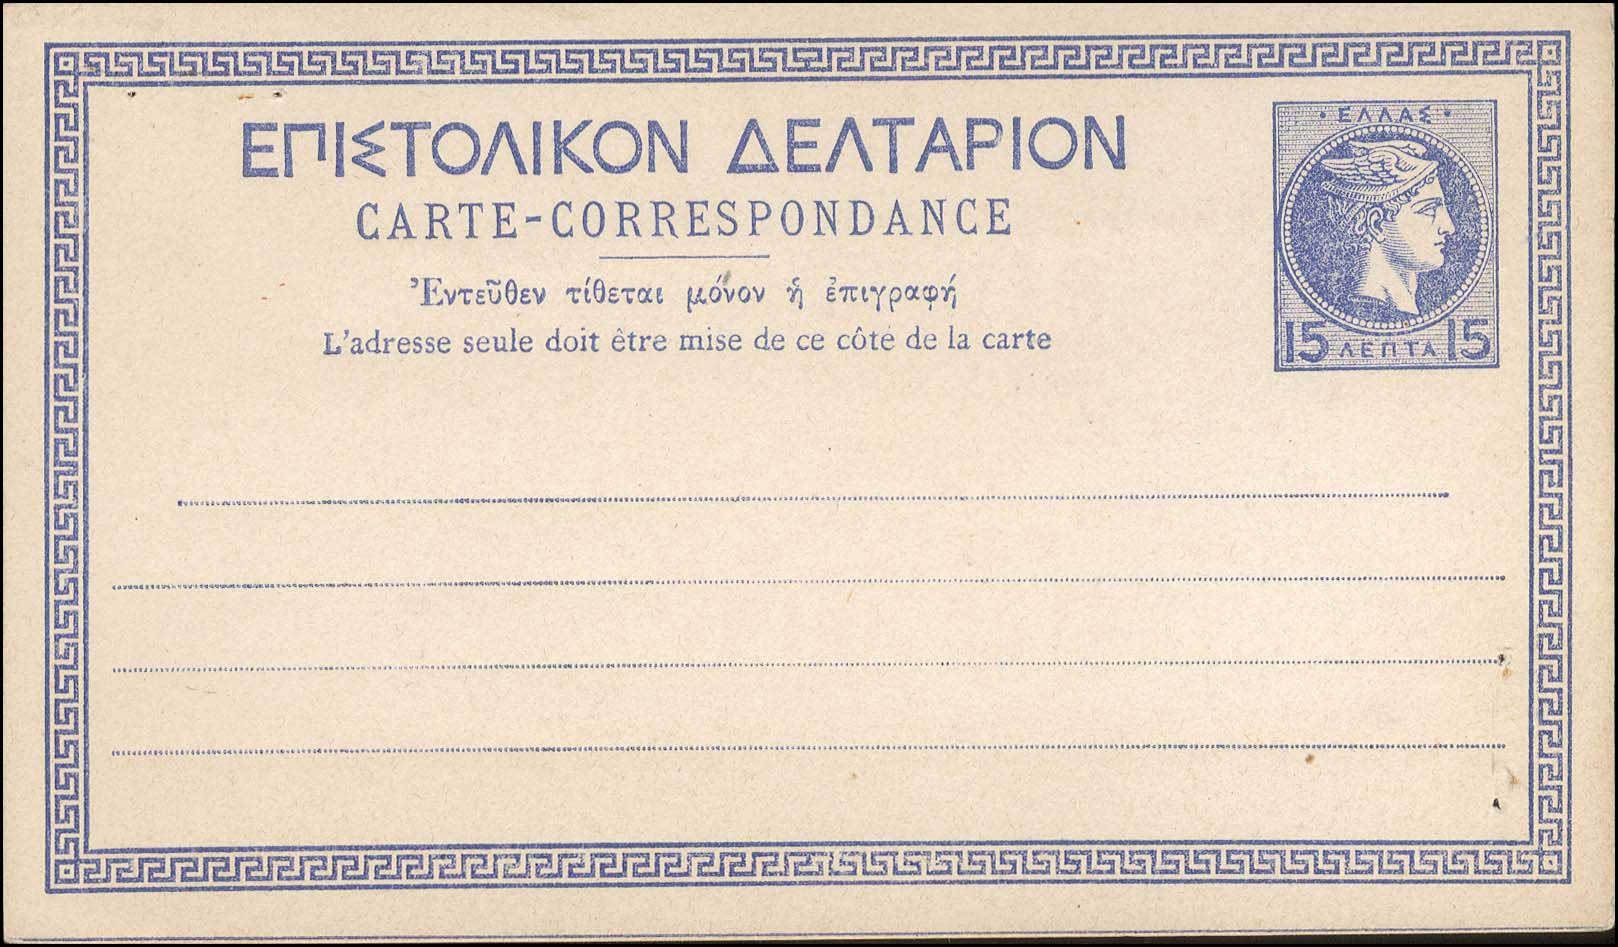 ΕΠΙΣΤΟΛΙΚΟΝ ΔΕΛΤΑΡΙΟΝ
CARTE-CORRESPONDANCE
Ἐντεῦθεν τίθεται μόνον ἡ ἐπιγραφή
L'adresse seule doit être mise de ce côté de la carte
· ΕΛΛΑΣ ·
15 ΛΕΠΤΑ 15